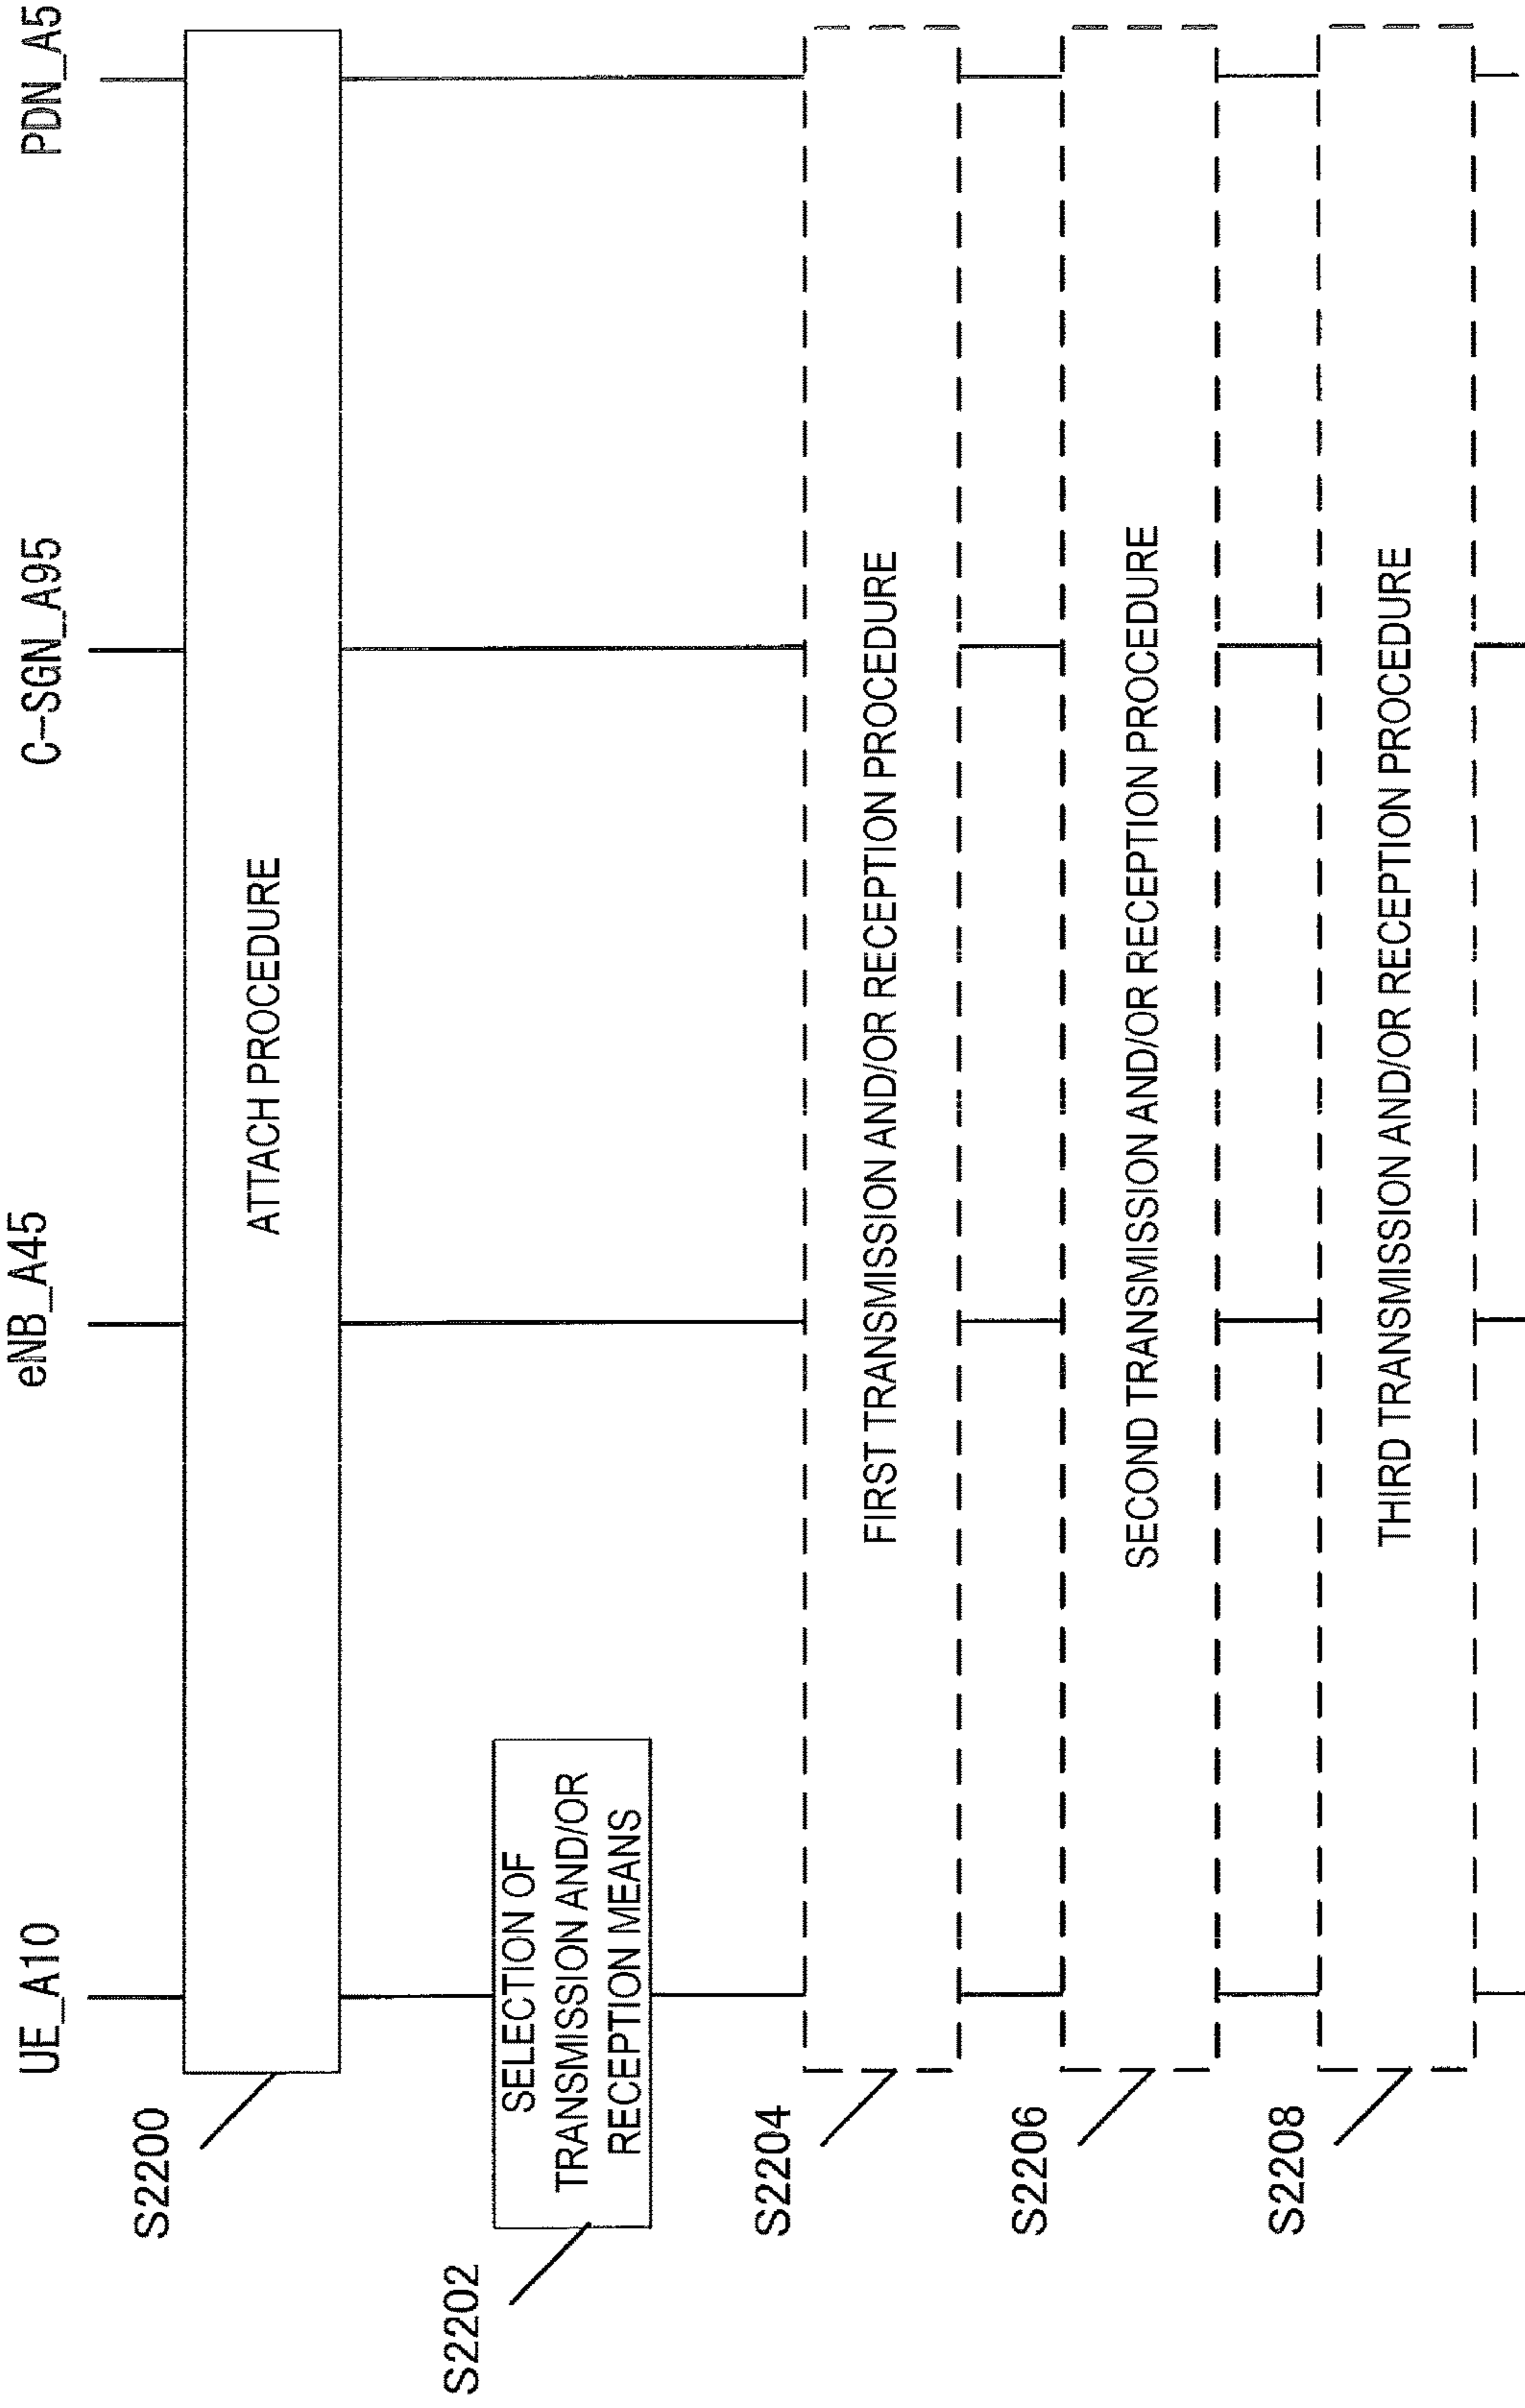 UE_A10
eNB_A45
C-SGN_A95
PDN_A5
S2200
ATTACH PROCEDURE
S2202
SELECTION OF
TRANSMISSION AND/OR
RECEPTION MEANS
S2204
FIRST TRANSMISSION AND/OR RECEPTION PROCEDURE
S2206
SECOND TRANSMISSION AND/OR RECEPTION PROCEDURE
S2208
THIRD TRANSMISSION AND/OR RECEPTION PROCEDURE